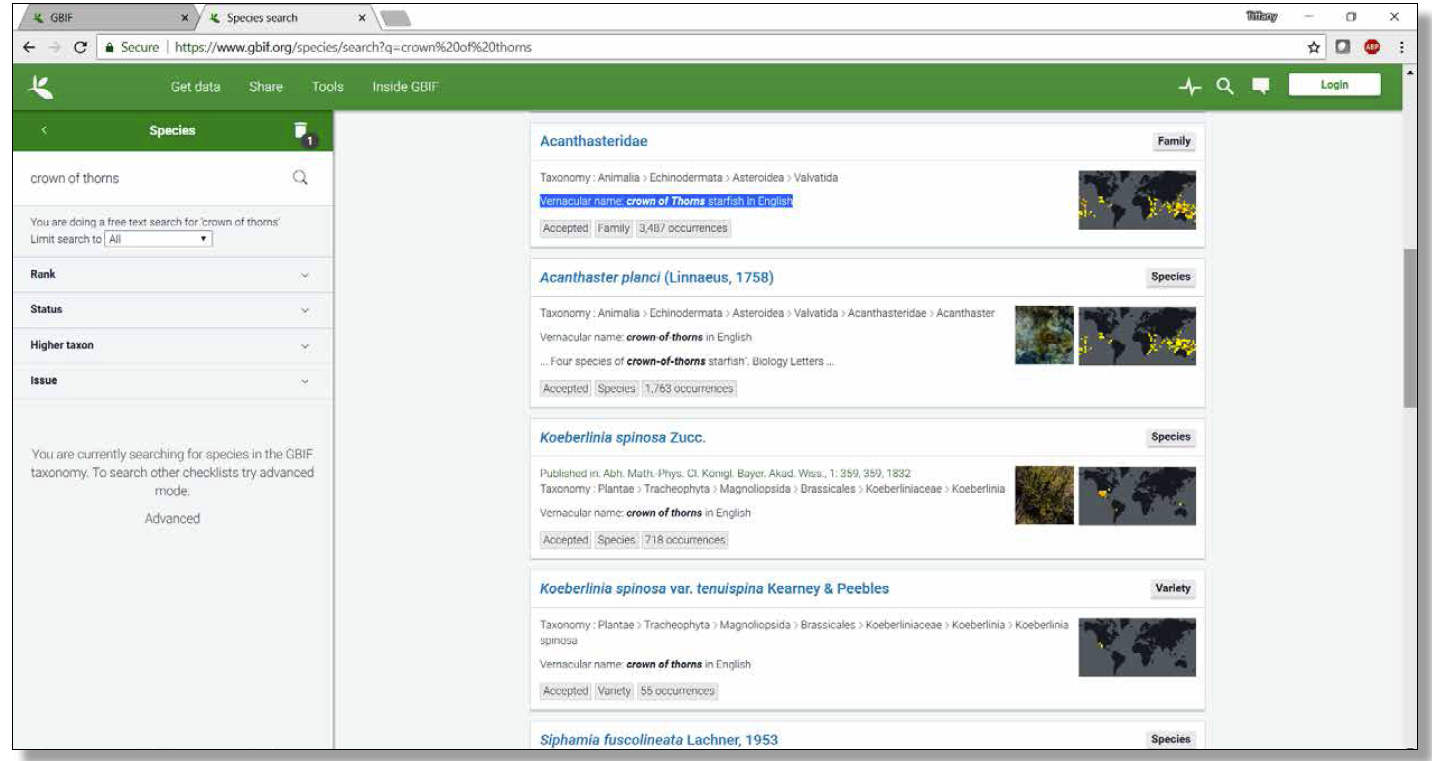 GBIF
Species search
Tiffany
Secure | https://www.gbif.org/species/search?q=crown%20of%20thorns
ABP
Get data Share Tools Inside GBIF
Login
Species
1
crown of thorns
You are doing a free text search for 'crown of thorns'
Limit search to All
Rank
Status
Higher taxon
Issue
You are currently searching for species in the GBIF
taxonomy. To search other checklists try advanced
mode.
Advanced
Acanthasteridae
Family
Taxonomy : Animalia > Echinodermata > Asteroidea > Valvatida
Vernacular name: crown of Thorns starfish in English
Accepted Family 3,487 occurrences
Acanthaster planci (Linnaeus, 1758)
Species
Taxonomy : Animalia > Echinodermata > Asteroidea > Valvatida > Acanthasteridae > Acanthaster
Vernacular name: crown-of-thorns in English
... Four species of crown-of-thorns starfish'. Biology Letters ...
Accepted Species 1,763 occurrences
Koeberlinia spinosa Zucc.
Species
Published in: Abh. Math.-Phys. Cl. Konigl. Bayer. Akad. Wiss., 1: 359, 359, 1832
Taxonomy : Plantae > Tracheophyta > Magnoliopsida > Brassicales > Koeberliniaceae > Koeberlinia
Vernacular name: crown of thorns in English
Accepted Species 718 occurrences
Koeberlinia spinosa var. tenuispina Kearney & Peebles
Variety
Taxonomy : Plantae > Tracheophyta > Magnoliopsida > Brassicales > Koeberliniaceae > Koeberlinia > Koeberlinia
spinosa
Vernacular name: crown of thorns in English
Accepted Variety 55 occurrences
Siphamia fuscolineata Lachner, 1953
Species